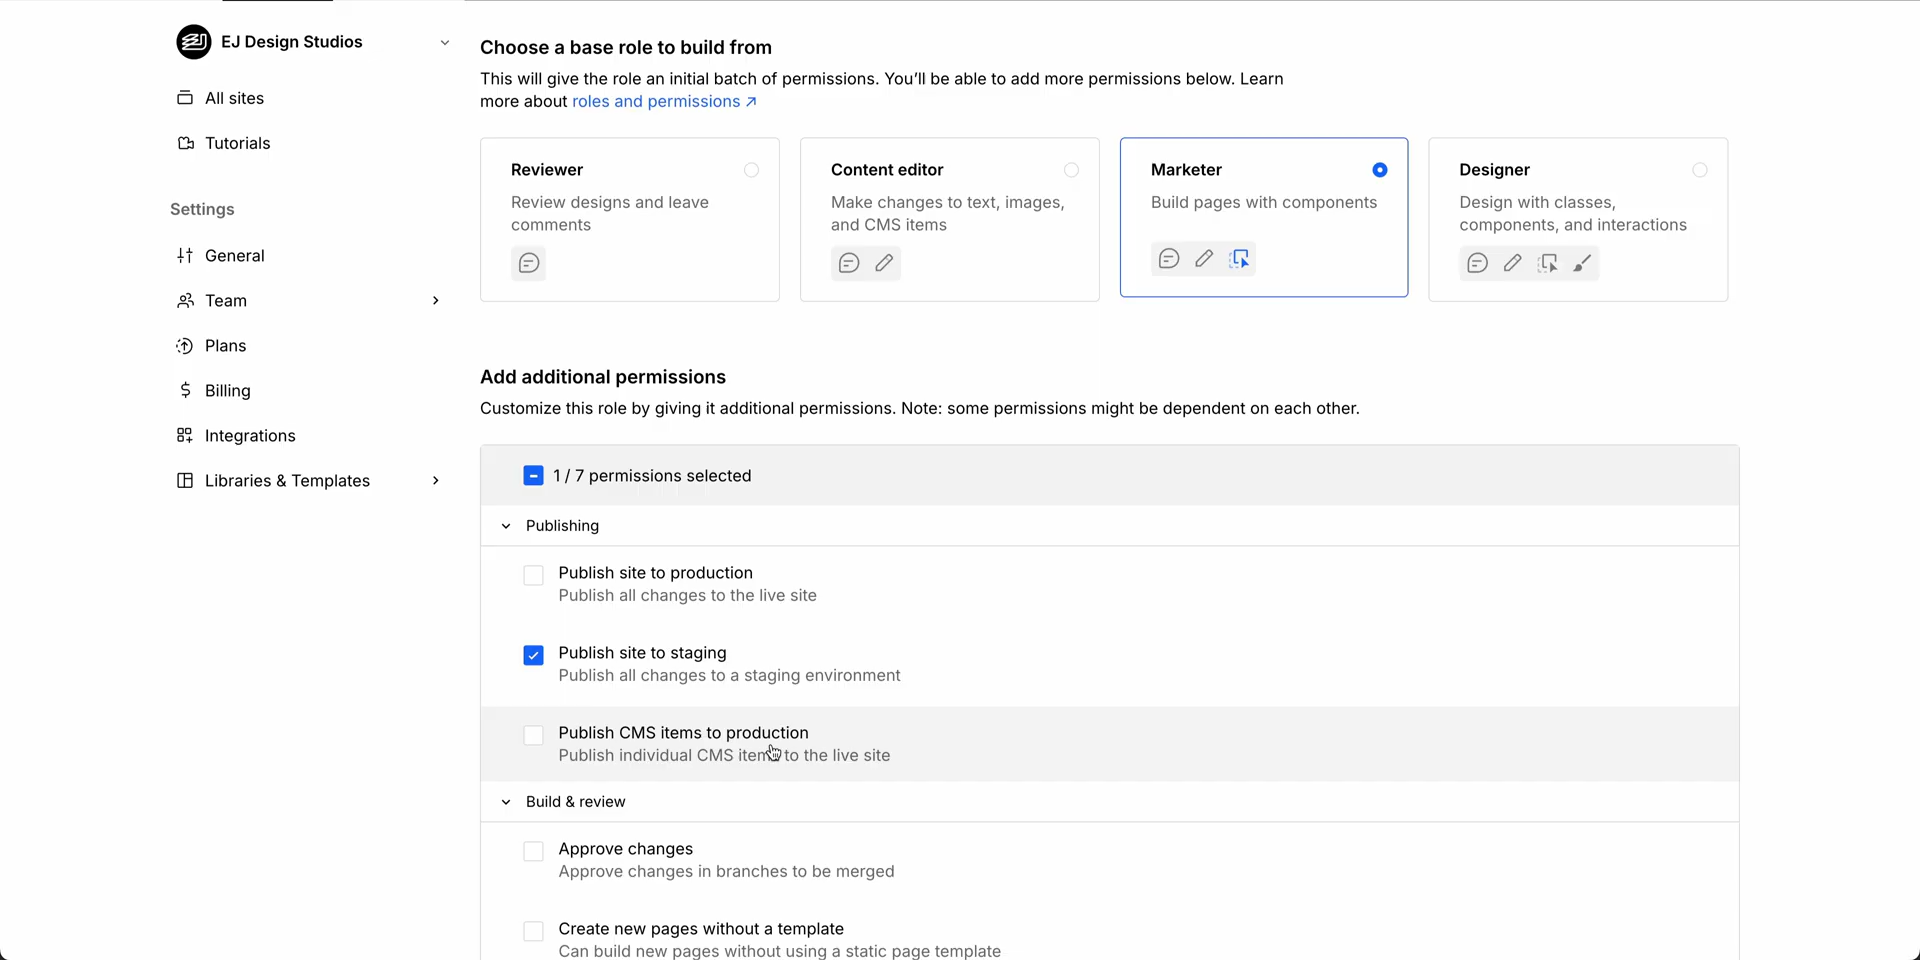 EJ Design Studios
All sites
Tutorials
Settings
General
Team
Plans
Billing
Integrations
Libraries & Templates
Choose a base role to build from
This will give the role an initial batch of permissions. You’ll be able to add more permissions below. Learn
more about roles and permissions ↗
Reviewer
Review designs and leave
comments
Content editor
Make changes to text, images,
and CMS items
Marketer
Build pages with components
Designer
Design with classes,
components, and interactions
Add additional permissions
Customize this role by giving it additional permissions. Note: some permissions might be dependent on each other.
1 / 7 permissions selected
Publishing
Publish site to production
Publish all changes to the live site
Publish site to staging
Publish all changes to a staging environment
Publish CMS items to production
Publish individual CMS items to the live site
Build & review
Approve changes
Approve changes in branches to be merged
Create new pages without a template
Can build new pages without using a static page template